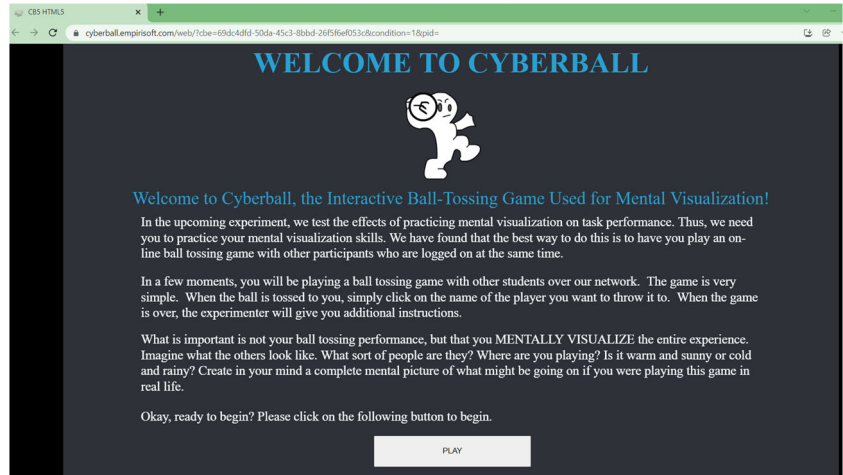 CB5 HTML5
cyberball.empirisoft.com/web/?cbe=69dc4dfd-50da-45c3-8bbd-26f5f6ef053c&condition=1&pid=
WELCOME TO CYBERBALL
Welcome to Cyberball, the Interactive Ball-Tossing Game Used for Mental Visualization!
In the upcoming experiment, we test the effects of practicing mental visualization on task performance. Thus, we need
you to practice your mental visualization skills. We have found that the best way to do this is to have you play an on-
line ball tossing game with other participants who are logged on at the same time.
In a few moments, you will be playing a ball tossing game with other students over our network. The game is very
simple. When the ball is tossed to you, simply click on the name of the player you want to throw it to. When the game
is over, the experimenter will give you additional instructions.
What is important is not your ball tossing performance, but that you MENTALLY VISUALIZE the entire experience.
Imagine what the others look like. What sort of people are they? Where are you playing? Is it warm and sunny or cold
and rainy? Create in your mind a complete mental picture of what might be going on if you were playing this game in
real life.
Okay, ready to begin? Please click on the following button to begin.
PLAY